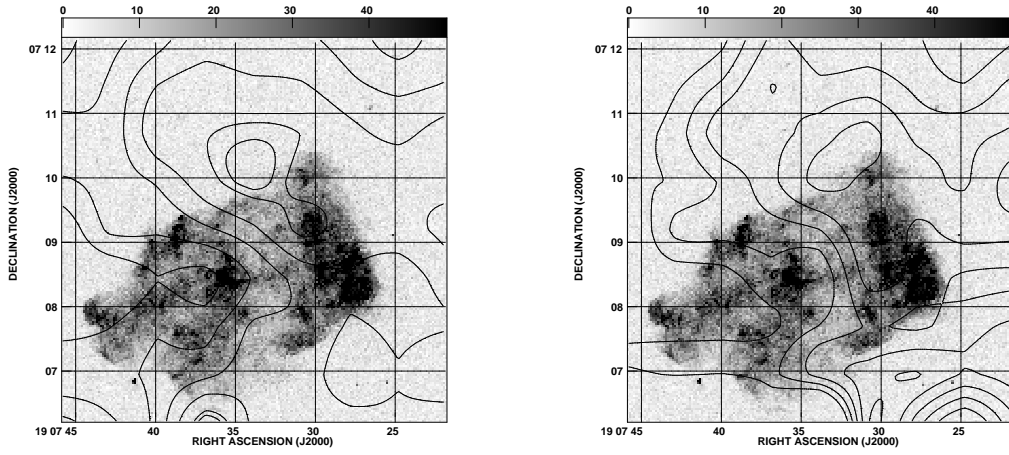 0 10 20 30 40
0 10 20 30 40
07 12
11
10
09
08
07
DECLINATION (J2000)
19 07 45 40 35 30 25
RIGHT ASCENSION (J2000)
07 12
11
10
09
08
07
DECLINATION (J2000)
19 07 45 40 35 30 25
RIGHT ASCENSION (J2000)